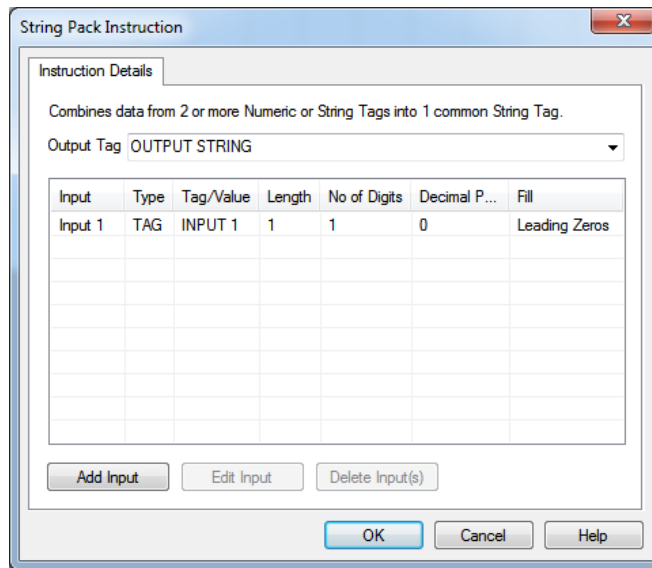 String Pack Instruction
Instruction Details
Combines data from 2 or more Numeric or String Tags into 1 common String Tag.
Output Tag OUTPUT STRING
Input Type Tag/Value Length No of Digits Decimal P... Fill
Input 1 TAG INPUT 1 1 1 0 Leading Zeros
Add Input Edit Input Delete Input(s)
OK Cancel Help